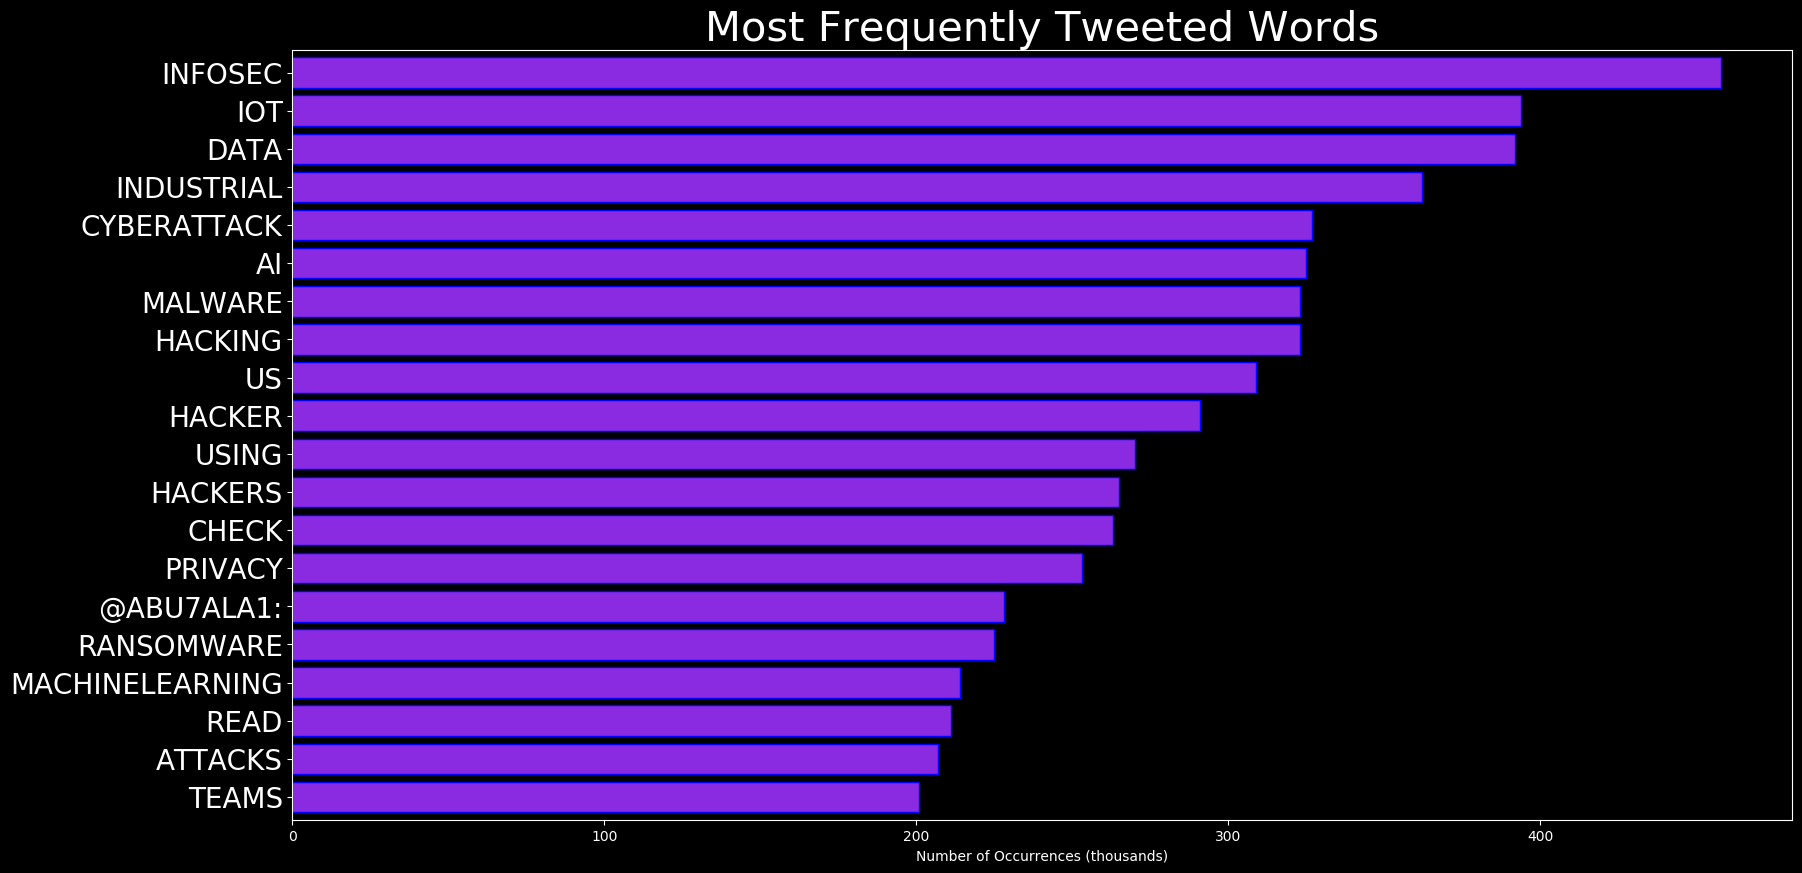 Most Frequently Tweeted Words
INFOSEC
IOT
DATA
INDUSTRIAL
CYBERATTACK
AI
MALWARE
HACKING
US
HACKER
USING
HACKERS
CHECK
PRIVACY
@ABU7ALA1:
RANSOMWARE
MACHINELEARNING
READ
ATTACKS
TEAMS
0 100 200 300 400
Number of Occurrences (thousands)